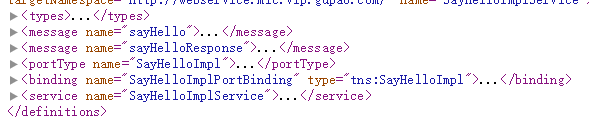 targetNamespace="http://webservice.mic.vip.gupao.com/" name="SayHelloImplService">
▶<types>...</types>
▶<message name="sayHello">...</message>
▶<message name="sayHelloResponse">...</message>
▶<portType name="SayHelloImpl">...</portType>
▶<binding name="SayHelloImplPortBinding" type="tns:SayHelloImpl">...</binding>
▶<service name="SayHelloImplService">...</service>
</definitions>